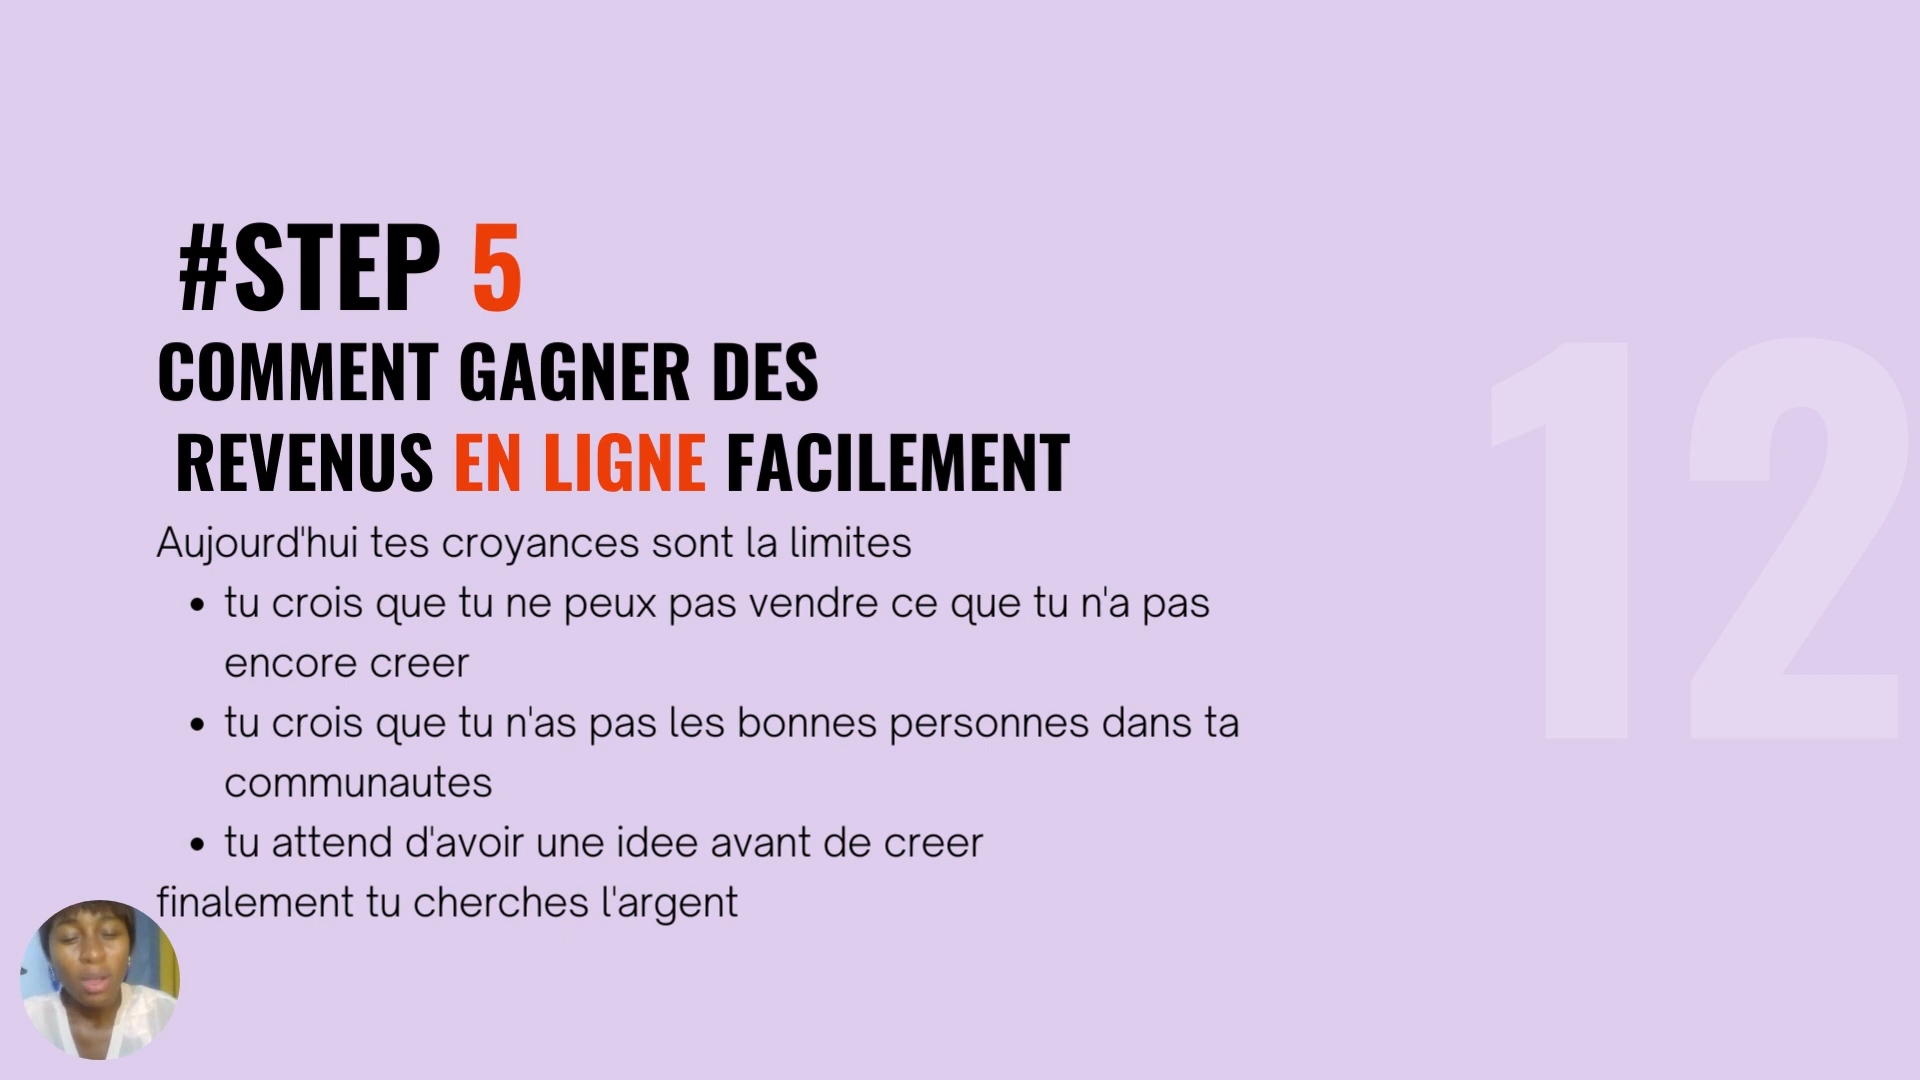 #STEP 5
COMMENT GAGNER DES
REVENUS EN LIGNE FACILEMENT
Aujourd'hui tes croyances sont la limites
• tu crois que tu ne peux pas vendre ce que tu n'a pas
encore creer
• tu crois que tu n'as pas les bonnes personnes dans ta
communautes
• tu attend d'avoir une idee avant de creer
finalement tu cherches l'argent
12